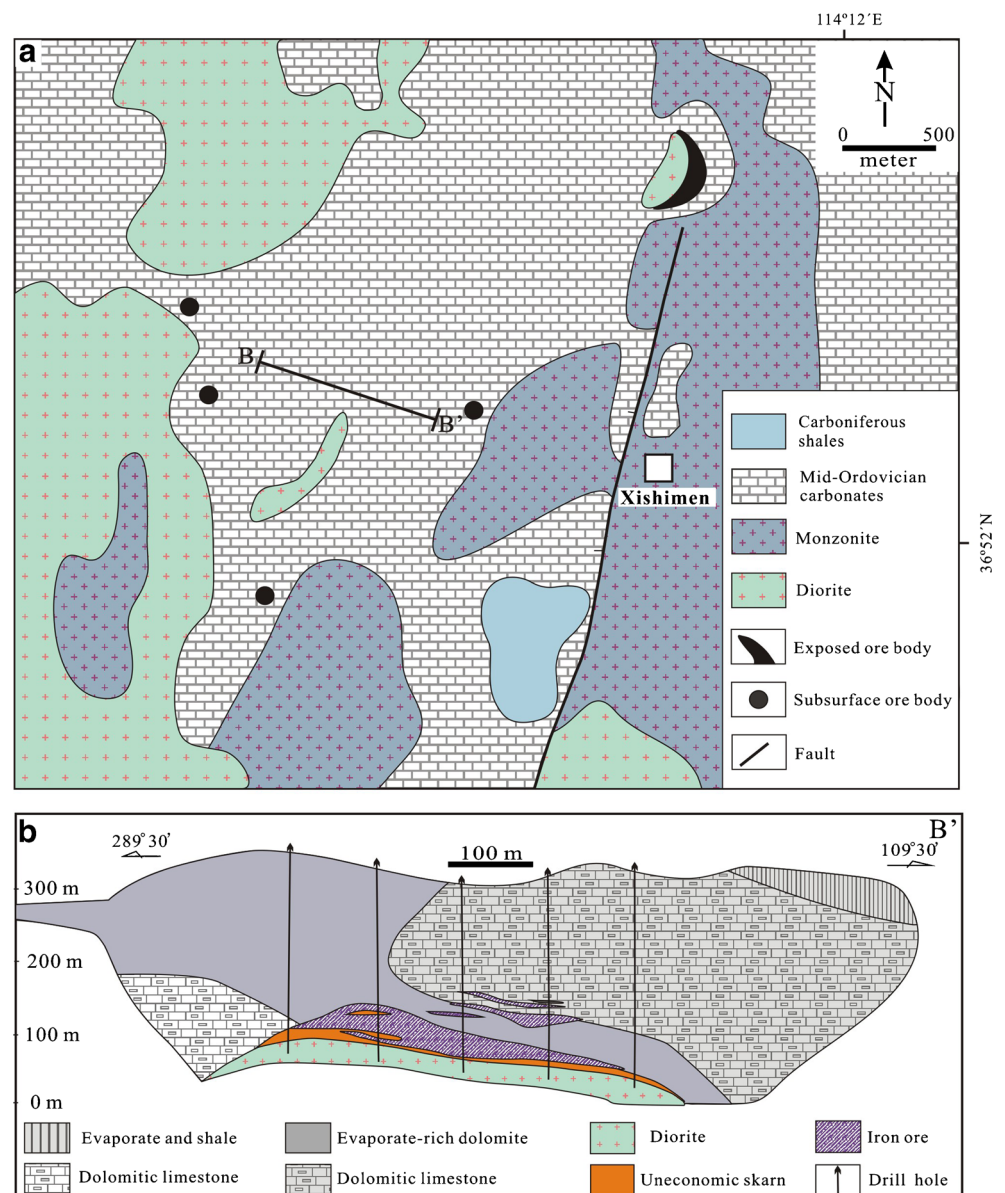 114°12′E
a
N
0 500
meter
B
B’
Xishimen
Carboniferous
shales
Mid-Ordovician
carbonates
Monzonite
Diorite
Exposed ore body
Subsurface ore body
Fault
36°52′N
b
B’
289°30’
109°30’
100 m
300 m
200 m
100 m
0 m
Evaporate and shale
Evaporate-rich dolomite
Diorite
Iron ore
Dolomitic limestone
Dolomitic limestone
Uneconomic skarn
Drill hole